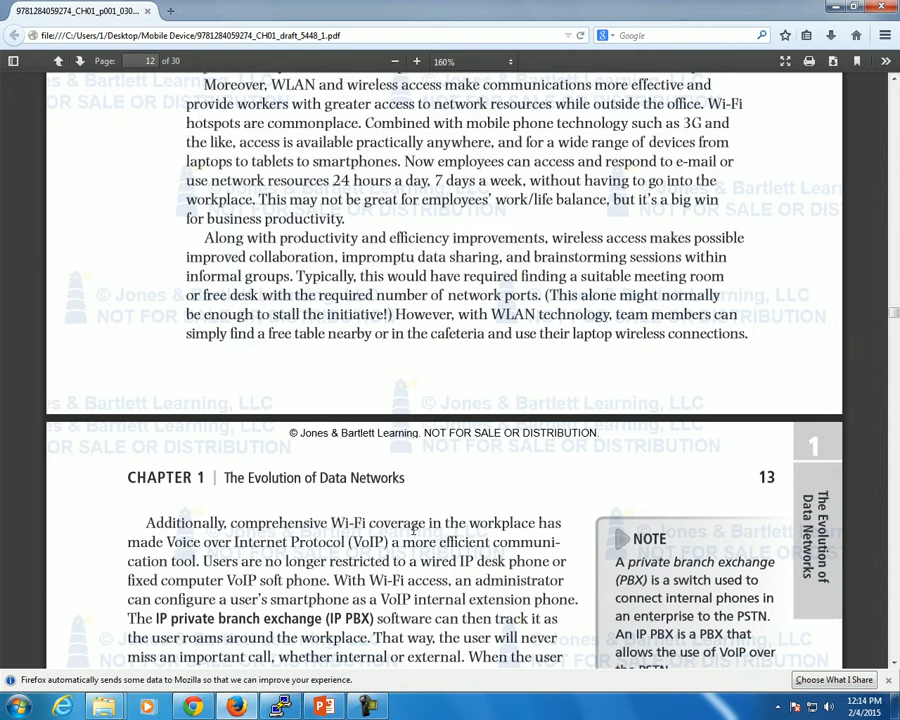 9781284059274_CH01_p001_030...
file:///C:/Users/1/Desktop/Mobile Device/9781284059274_CH01_draft_5448_1.pdf
Google
Page: 12 of 30
160%
Moreover, WLAN and wireless access make communications more effective and
provide workers with greater access to network resources while outside the office. Wi-Fi
hotspots are commonplace. Combined with mobile phone technology such as 3G and
the like, access is available practically anywhere, and for a wide range of devices from
laptops to tablets to smartphones. Now employees can access and respond to e-mail or
use network resources 24 hours a day, 7 days a week, without having to go into the
workplace. This may not be great for employees' work/life balance, but it's a big win
for business productivity.
Along with productivity and efficiency improvements, wireless access makes possible
improved collaboration, impromptu data sharing, and brainstorming sessions within
informal groups. Typically, this would have required finding a suitable meeting room
or free desk with the required number of network ports. (This alone might normally
be enough to stall the initiative!) However, with WLAN technology, team members can
simply find a free table nearby or in the cafeteria and use their laptop wireless connections.
© Jones & Bartlett Learning, LLC
NOT FOR SALE OR DISTRIBUTION
© Jones & Bartlett Learning. NOT FOR SALE OR DISTRIBUTION.
1
CHAPTER 1 | The Evolution of Data Networks 13
The Evolution of
Data Networks
Additionally, comprehensive Wi-Fi coverage in the workplace has
made Voice over Internet Protocol (VoIP) a more efficient communi-
cation tool. Users are no longer restricted to a wired IP desk phone or
fixed computer VoIP soft phone. With Wi-Fi access, an administrator
can configure a user's smartphone as a VoIP internal extension phone.
The IP private branch exchange (IP PBX) software can then track it as
the user roams around the workplace. That way, the user will never
miss an important call, whether internal or external. When the user
NOTE
A private branch exchange
(PBX) is a switch used to
connect internal phones in
an enterprise to the PSTN.
An IP PBX is a PBX that
allows the use of VoIP over
the PSTN.
Firefox automatically sends some data to Mozilla so that we can improve your experience.
Choose What I Share
12:14 PM
2/4/2015